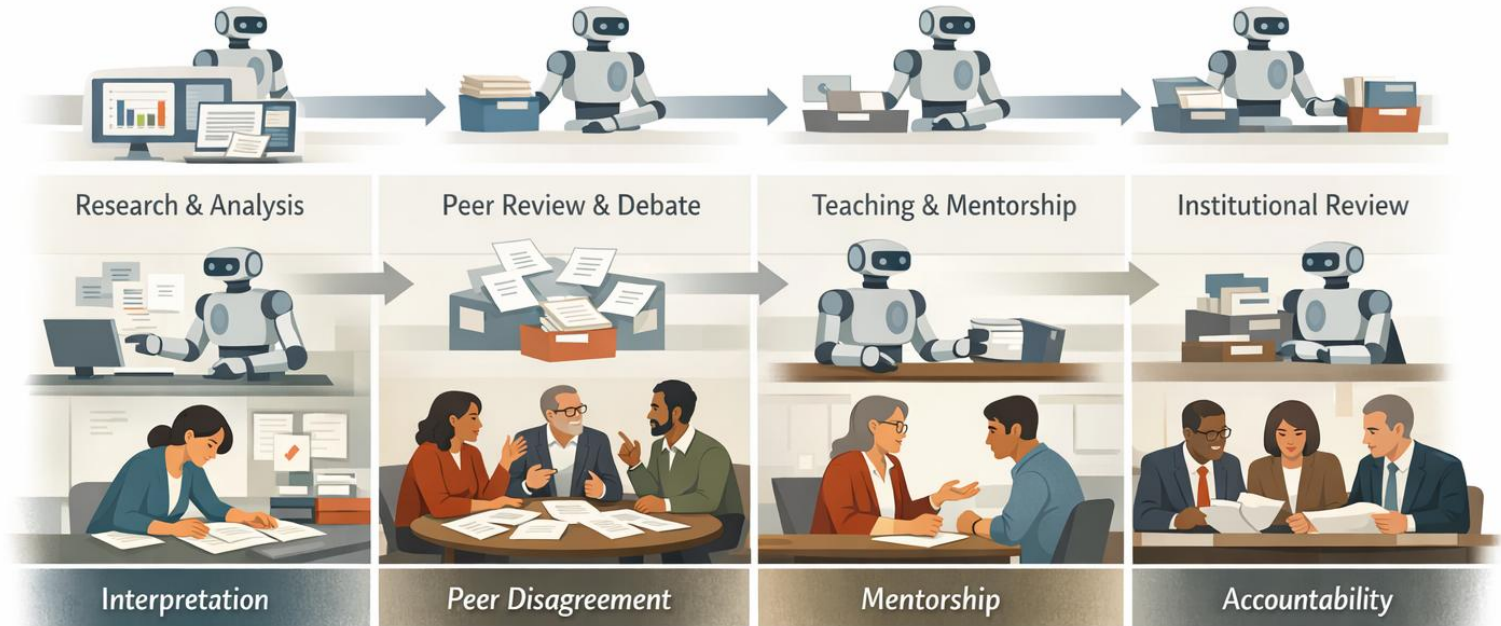 Research & Analysis
Peer Review & Debate
Teaching & Mentorship
Institutional Review
Interpretation
Peer Disagreement
Mentorship
Accountability